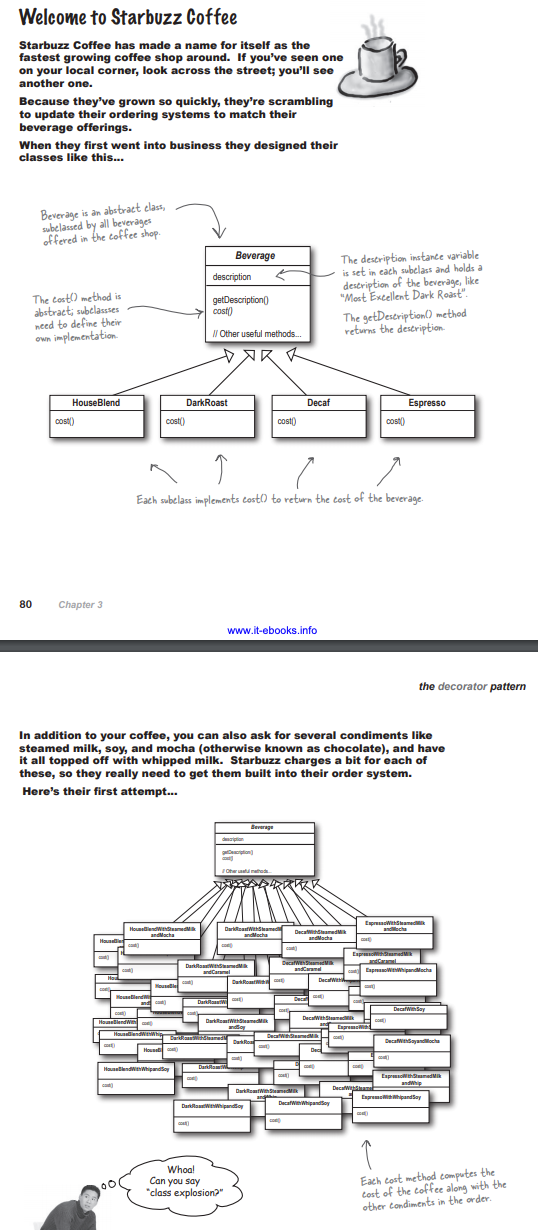 Welcome to Starbuzz Coffee
Starbuzz Coffee has made a name for itself as the
fastest growing coffee shop around. If you've seen one
on your local corner, look across the street; you'll see
another one.
Because they've grown so quickly, they're scrambling
to update their ordering systems to match their
beverage offerings.
When they first went into business they designed their
classes like this...
Beverage is an abstract class,
subclassed by all beverages
offered in the coffee shop.
The cost() method is
abstract; subclassses
need to define their
own implementation.
Beverage
description
getDescription()
cost()
// Other useful methods...
The description instance variable
is set in each subclass and holds a
description of the beverage, like
"Most Excellent Dark Roast".
The getDescription() method
returns the description.
HouseBlend
cost()
DarkRoast
cost()
Decaf
cost()
Espresso
cost()
Each subclass implements cost() to return the cost of the beverage.
80 Chapter 3
www.it-ebooks.info
the decorator pattern
In addition to your coffee, you can also ask for several condiments like
steamed milk, soy, and mocha (otherwise known as chocolate), and have
it all topped off with whipped milk. Starbuzz charges a bit for each of
these, so they really need to get them built into their order system.
Here's their first attempt...
Beverage
description
getDescription()
cost()
// Other useful methods...
HouseBlendWithSteamedMilk
andMocha
cost()
DarkRoastWithSteamedMilk
andMocha
DecafWithSteamedMilk
andMocha
cost()
EspressoWithSteamedMilk
andMocha
cost()
DarkRoastWithSteamedMilk
andCaramel
cost()
DecafWithSteamedMilk
andCaramel
cost()
EspressoWithSteamedMilk
andCaramel
EspressoWithWhipandMocha
cost()
DecafWithSoy
cost()
DarkRoastWithSteamedMilk
andSoy
cost()
DecafWithSteamedMilk
DecafWithSoyandMocha
cost()
HouseBlendWithWhipandSoy
cost()
EspressoWithSteamedMilk
andWhip
cost()
DarkRoastWithSteamedMilk
DarkRoastWithWhipandSoy
cost()
DecafWithWhipandSoy
cost()
EspressoWithWhipandSoy
cost()
Whoa!
Can you say
"class explosion?"
Each cost method computes the
cost of the coffee along with the
other condiments in the order.